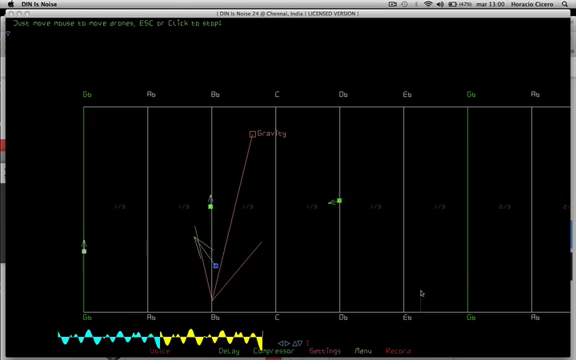 DIN Is Noise mar 13:00 Horacio Cicero
| DIN Is Noise 24 @ Chennai, India | LICENSED VERSION |
Just move mouse to move drones, ESC or Click to stop!
Gb Ab Bb C Db Eb Gb Ab
Gravity
Gb Ab Bb C Db Eb Gb Ab
Voice Delay Compressor Settings Menu Record